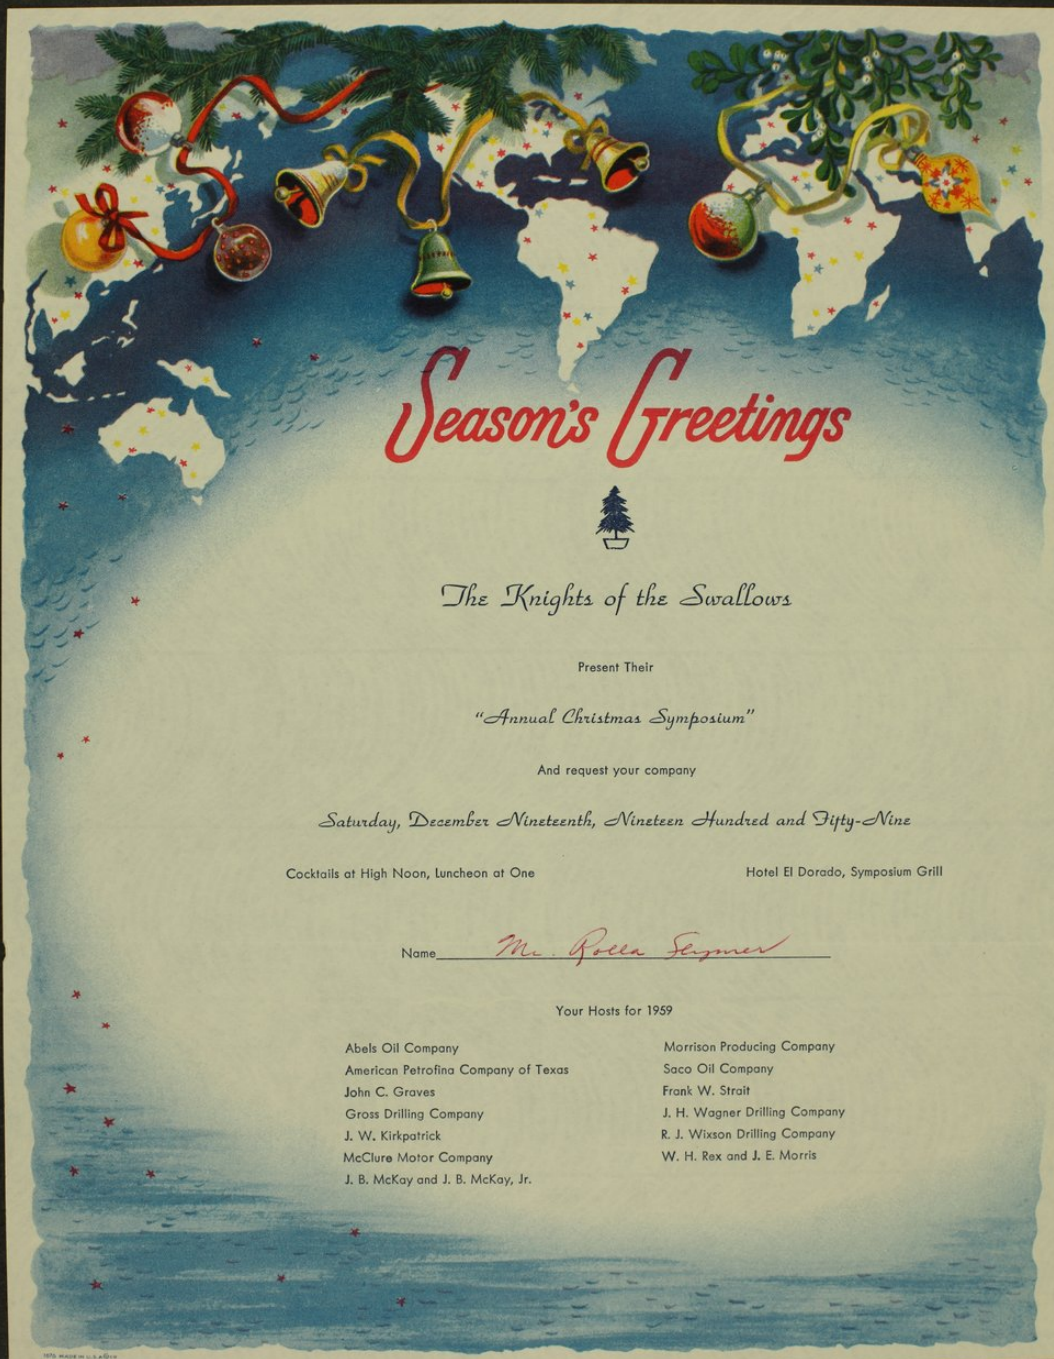 Season's Greetings
The Knights of the Swallows
Present Their
"Annual Christmas Symposium"
And request your company
Saturday, December Nineteenth, Nineteen Hundred and Fifty-Nine
Cocktails at High Noon, Luncheon at One
Hotel El Dorado, Symposium Grill
Name Mr. Rolla
Your Hosts for 1959
Abels Oil Company
American Petrofina Company of Texas
John C. Graves
Gross Drilling Company
J. W. Kirkpatrick
McClure Motor Company
J. B. McKay and J. B. McKay, Jr.
Morrison Producing Company
Saco Oil Company
Frank W. Strait
J. H. Wagner Drilling Company
R. J. Wixson Drilling Company
W. H. Rex and J. E. Morris
MADE IN U.S.A.